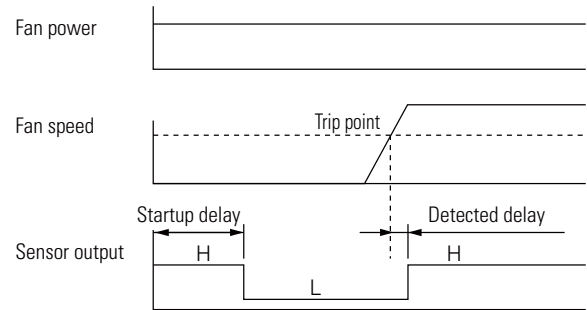 Fan power
Fan speed
Trip point
Startup delay
Detected delay
Sensor output
H
H
L